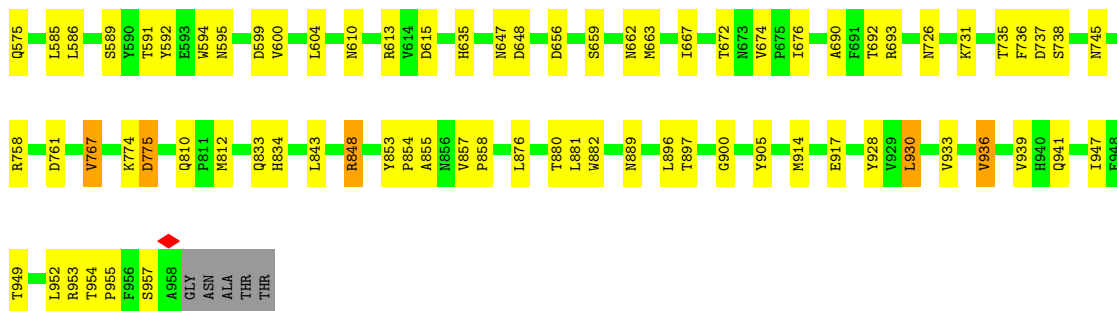 Q575 L585 L586 S589 Y590 T591 Y592 E593 W594 N595 D599 V600 L604 N610 R613 V614 D615 H635 N647 D648 D656 S659 N662 M663 I667 T672 N673 V674 P675 I676 A690 F691 T692 R693 N726 K731 T735 F736 D737 S738 N745
R758 D761 V767 K774 D775 Q810 P811 M812 Q833 H834 L843 R848 Y853 P854 A855 N856 V857 P858 L876 T880 L881 W882 N889 L896 T897 G900 Y905 M914 E917 Y928 V929 L930 V933 V936 V939 H940 Q941 I947
T949 L952 R953 T954 P955 F956 S957 A958 GLY ASN ALA THR THR